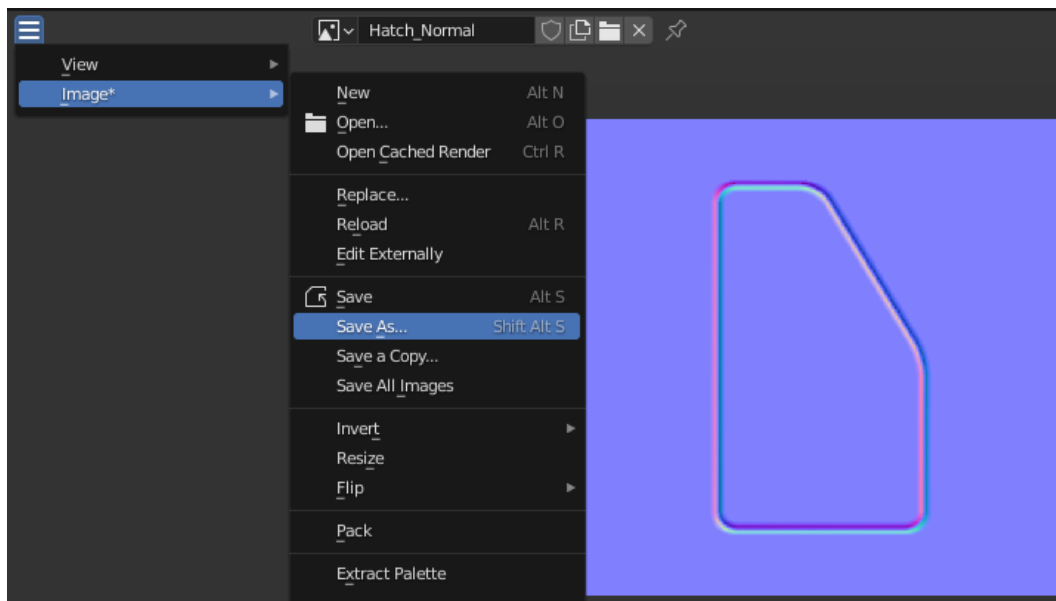 Hatch_Normal
View
Image*
New Alt N
Open... Alt O
Open Cached Render Ctrl R
Replace...
Reload Alt R
Edit Externally
Save Alt S
Save As... Shift Alt S
Save a Copy...
Save All Images
Invert
Resize
Flip
Pack
Extract Palette